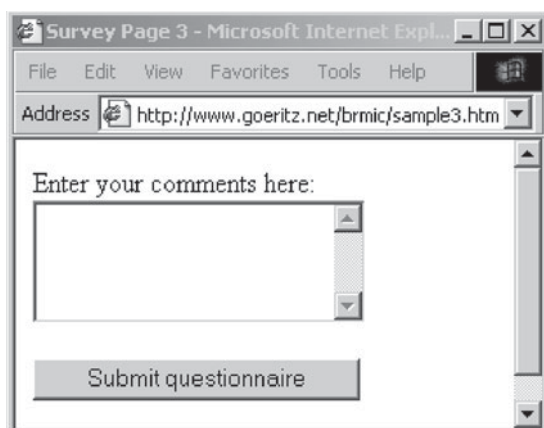 Survey Page 3 - Microsoft Internet Expl...
File Edit View Favorites Tools Help
Address http://www.goeritz.net/brmic/sample3.htm
Enter your comments here:
Submit questionnaire